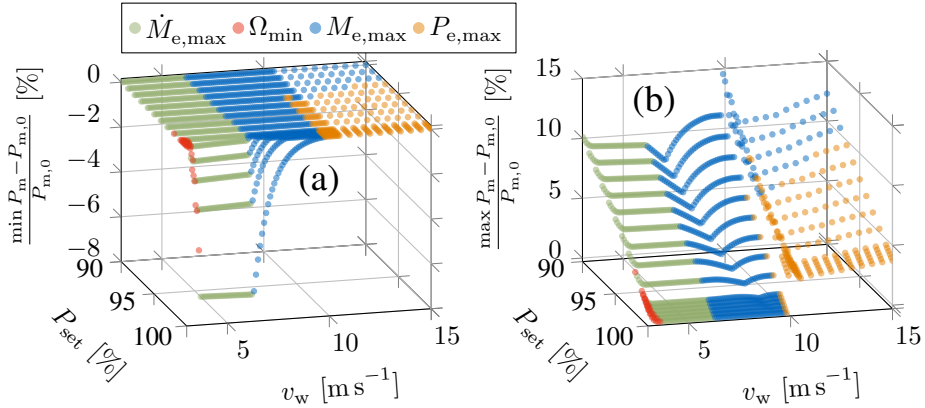 Ṁe,max Ωmin Me,max Pe,max
min Pm−Pm,0 / Pm,0 [%]
0
−2
−4
−6
−8
90
95
100
Pset [%]
5
10
15
vw [m s⁻¹]
(a)
max Pm−Pm,0 / Pm,0 [%]
15
10
5
0
90
95
100
Pset [%]
5
10
15
vw [m s⁻¹]
(b)